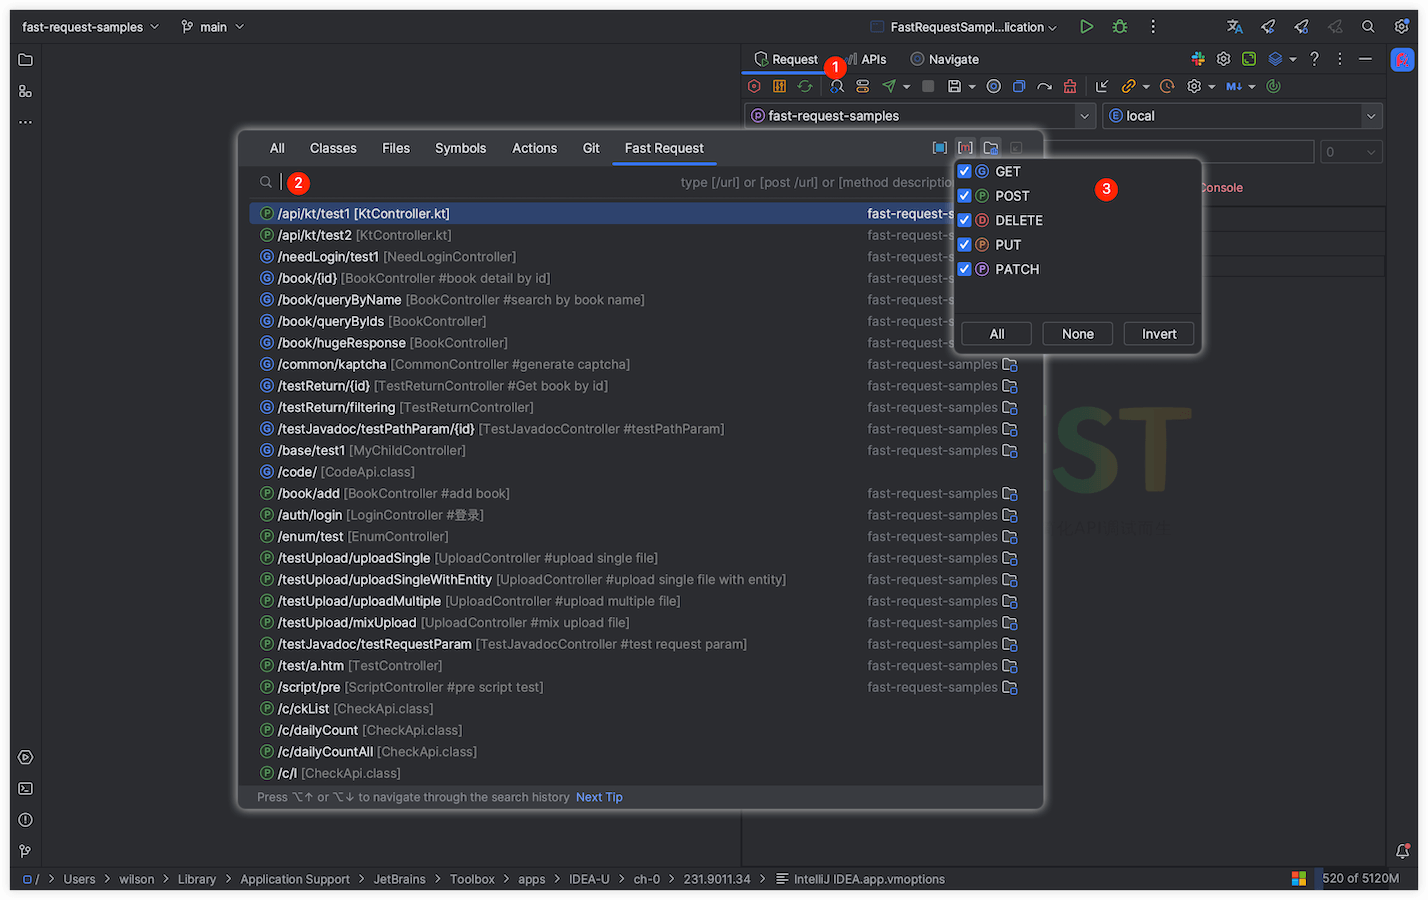 fast-request-samples
main
FastRequestSampl...lication
Request
APIs
Navigate
1
fast-request-samples
local
M↓
All Classes Files Symbols Actions Git Fast Request
0
2
type [/url] or [post /url] or [method descriptio
GET
POST
DELETE
PUT
PATCH
3
All None Invert
Console
/api/kt/test1 [KtController.kt] fast-request-s
/api/kt/test2 [KtController.kt] fast-request-s
/needLogin/test1 [NeedLoginController] fast-request-s
/book/{id} [BookController #book detail by id] fast-request-s
/book/queryByName [BookController #search by book name] fast-request-s
/book/queryByIds [BookController] fast-request-s
/book/hugeResponse [BookController] fast-request-s
/common/kaptcha [CommonController #generate captcha] fast-request-samples
/testReturn/{id} [TestReturnController #Get book by id] fast-request-samples
/testReturn/filtering [TestReturnController] fast-request-samples
/testJavadoc/testPathParam/{id} [TestJavadocController #testPathParam] fast-request-samples
/base/test1 [MyChildController] fast-request-samples
/code/ [CodeApi.class]
/book/add [BookController #add book] fast-request-samples
/auth/login [LoginController #登录] fast-request-samples
/enum/test [EnumController] fast-request-samples
/testUpload/uploadSingle [UploadController #upload single file] fast-request-samples
/testUpload/uploadSingleWithEntity [UploadController #upload single file with entity] fast-request-samples
/testUpload/uploadMultiple [UploadController #upload multiple file] fast-request-samples
/testUpload/mixUpload [UploadController #mix upload file] fast-request-samples
/testJavadoc/testRequestParam [TestJavadocController #test request param] fast-request-samples
/test/a.htm [TestController] fast-request-samples
/script/pre [ScriptController #pre script test] fast-request-samples
/c/ckList [CheckApi.class]
/c/dailyCount [CheckApi.class]
/c/dailyCountAll [CheckApi.class]
/c/l [CheckApi.class]
Press ⌥↑ or ⌥↓ to navigate through the search history Next Tip
ST
/ > Users > wilson > Library > Application Support > JetBrains > Toolbox > apps > IDEA-U > ch-0 > 231.9011.34 > IntelliJ IDEA.app.vmoptions
520 of 5120M